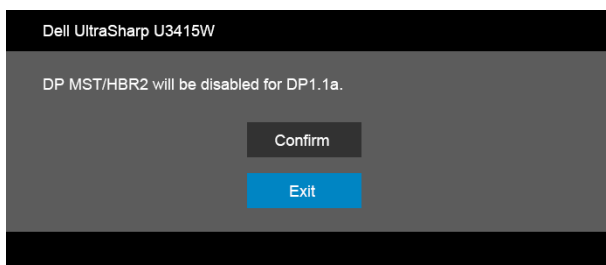 Dell UltraSharp U3415W
DP MST/HBR2 will be disabled for DP1.1a.
Confirm
Exit